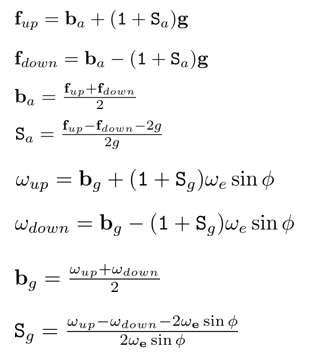 f_up = b_a + (1 + S_a)g
f_down = b_a − (1 + S_a)g
b_a = (f_up+f_down)/2
S_a = (f_up−f_down−2g)/2g
ω_up = b_g + (1 + S_g)ω_e sin ϕ
ω_down = b_g − (1 + S_g)ω_e sin ϕ
b_g = (ω_up+ω_down)/2
S_g = (ω_up−ω_down−2ω_e sin ϕ)/(2ω_e sin ϕ)